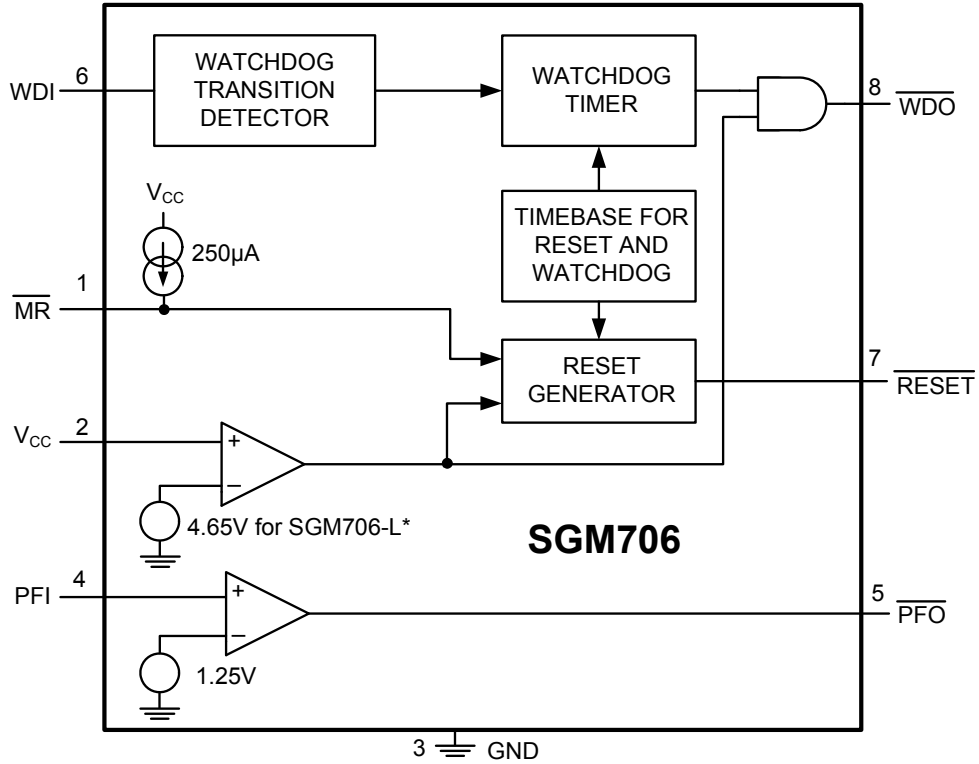 WDI
6
WATCHDOG
TRANSITION
DETECTOR
WATCHDOG
TIMER
8
WDO
VCC
250µA
TIMEBASE FOR
RESET AND
WATCHDOG
1
MR
RESET
GENERATOR
7
RESET
VCC
2
+
−
4.65V for SGM706-L*
SGM706
PFI
4
+
−
1.25V
5
PFO
3
GND